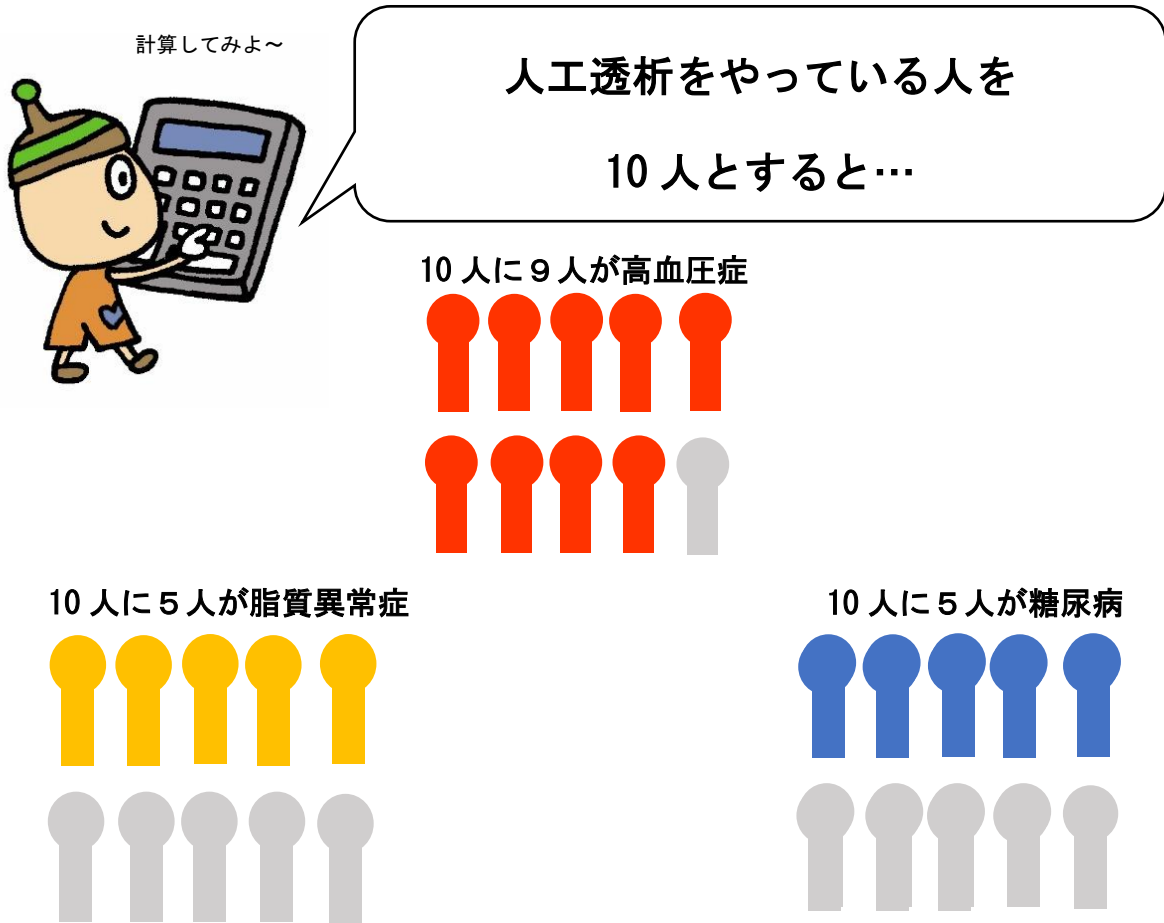 計算してみよ～
人工透析をやっている人を
10人とすると…
10人に９人が高血圧症
10人に５人が脂質異常症
10人に５人が糖尿病